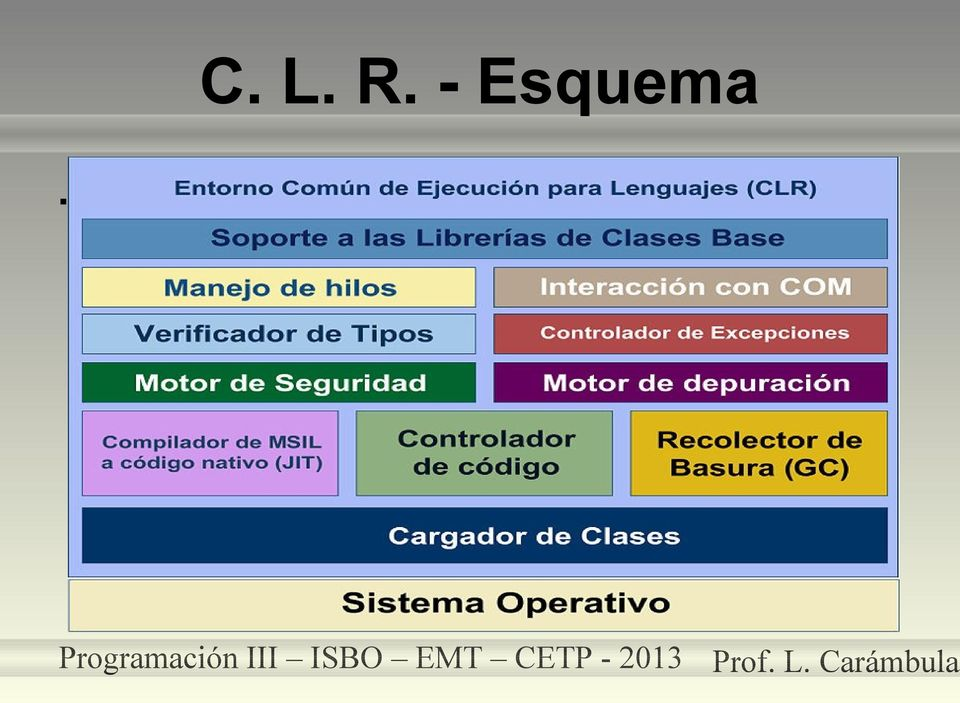 C. L. R. - Esquema
.
Entorno Común de Ejecución para Lenguajes (CLR)
Soporte a las Librerías de Clases Base
Manejo de hilos
Interacción con COM
Verificador de Tipos
Controlador de Excepciones
Motor de Seguridad
Motor de depuración
Compilador de MSIL
a código nativo (JIT)
Controlador
de código
Recolector de
Basura (GC)
Cargador de Clases
Sistema Operativo
Programación III – ISBO – EMT – CETP - 2013
Prof. L. Carámbula